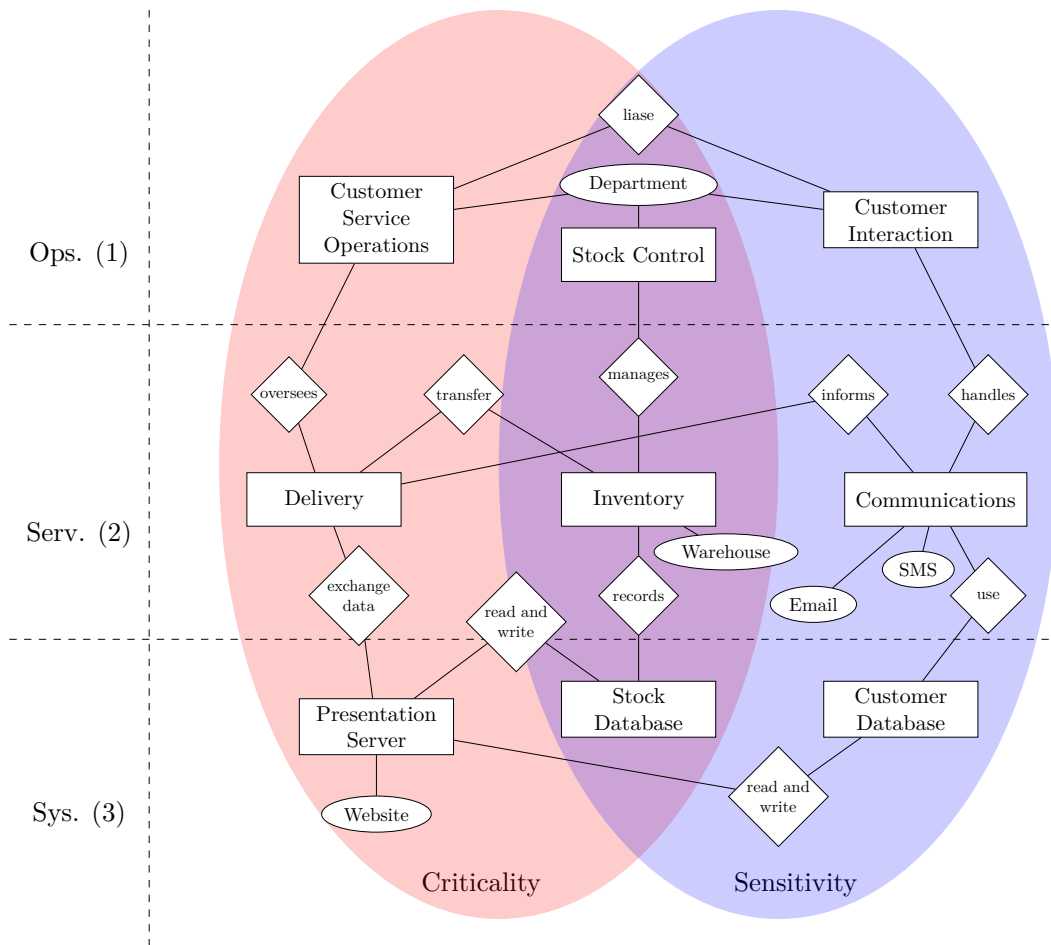 liase
Department
Customer
Service
Operations
Customer
Interaction
Ops. (1)
Stock Control
oversees
transfer
manages
informs
handles
Delivery
Inventory
Communications
Serv. (2)
Warehouse
SMS
exchange
data
read and
write
records
Email
use
Presentation
Server
Stock
Database
Customer
Database
read and
write
Sys. (3)
Website
Criticality
Sensitivity